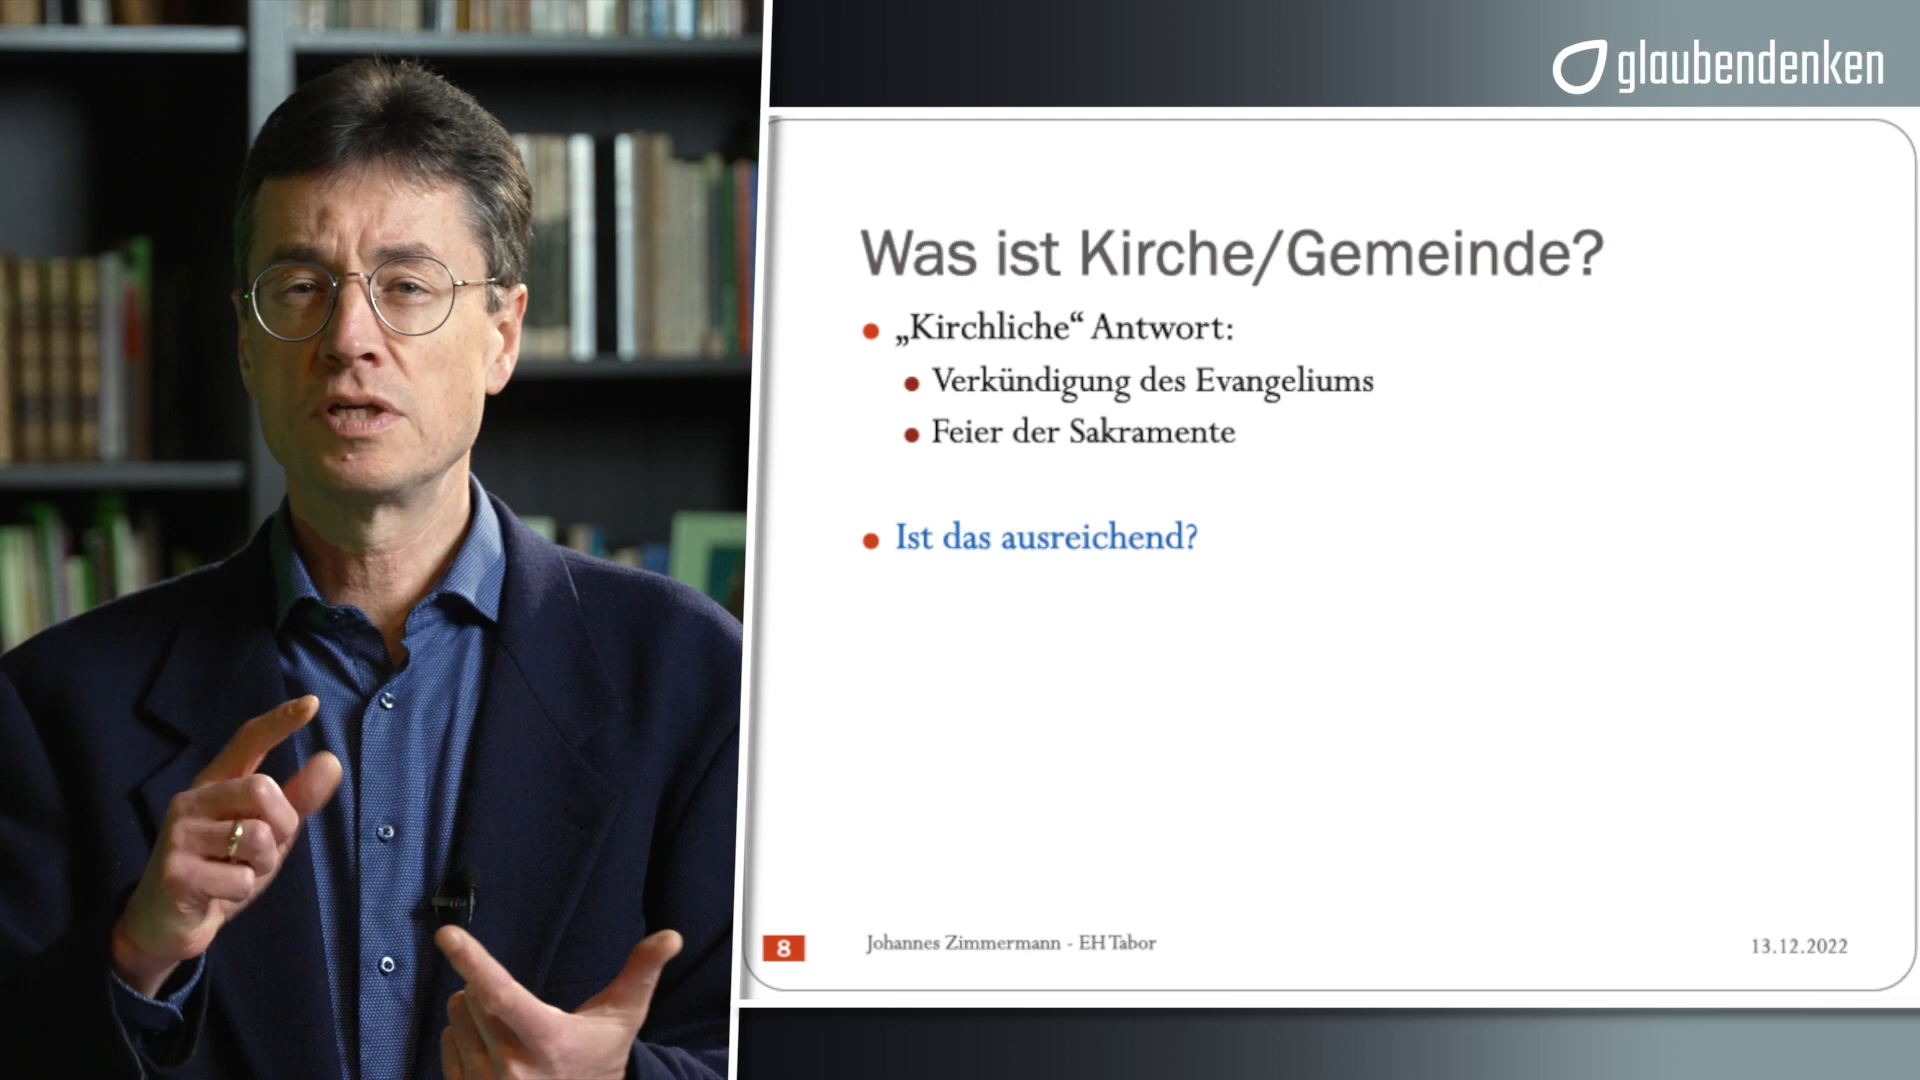 glaubendenken
Was ist Kirche/Gemeinde?
„Kirchliche“ Antwort:
Verkündigung des Evangeliums
Feier der Sakramente
Ist das ausreichend?
8
Johannes Zimmermann - EH Tabor
13.12.2022